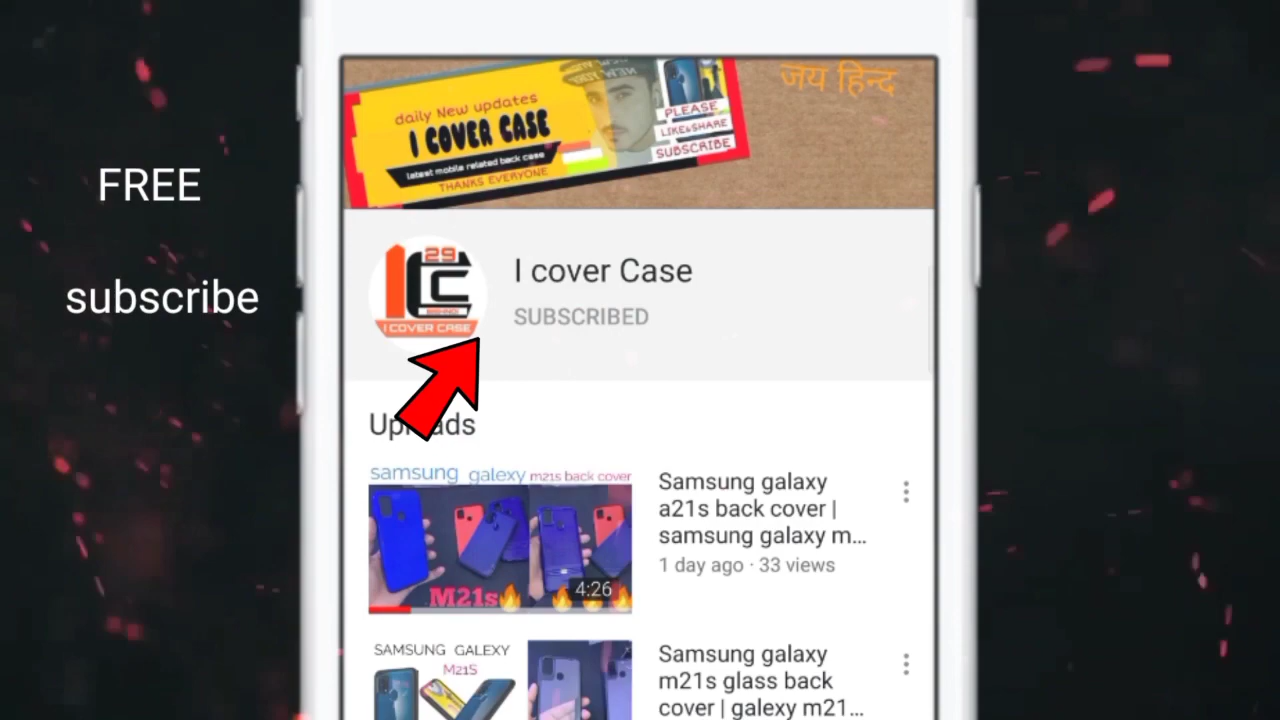 FREE
subscribe
जय हिन्द
daily New updates
I COVER CASE
latest mobile related back case
THANKS EVERYONE
PLEASE
LIKE&SHARE
SUBSCRIBE
29
I COVER CASE
I cover Case
SUBSCRIBED
Uploads
samsung galexy m21s back cover
M21s🔥 🔥🔥🔥
4:26
Samsung galaxy
a21s back cover |
samsung galaxy m...
1 day ago · 33 views
SAMSUNG GALEXY
M21S
Samsung galaxy
m21s glass back
cover | galexy m21...